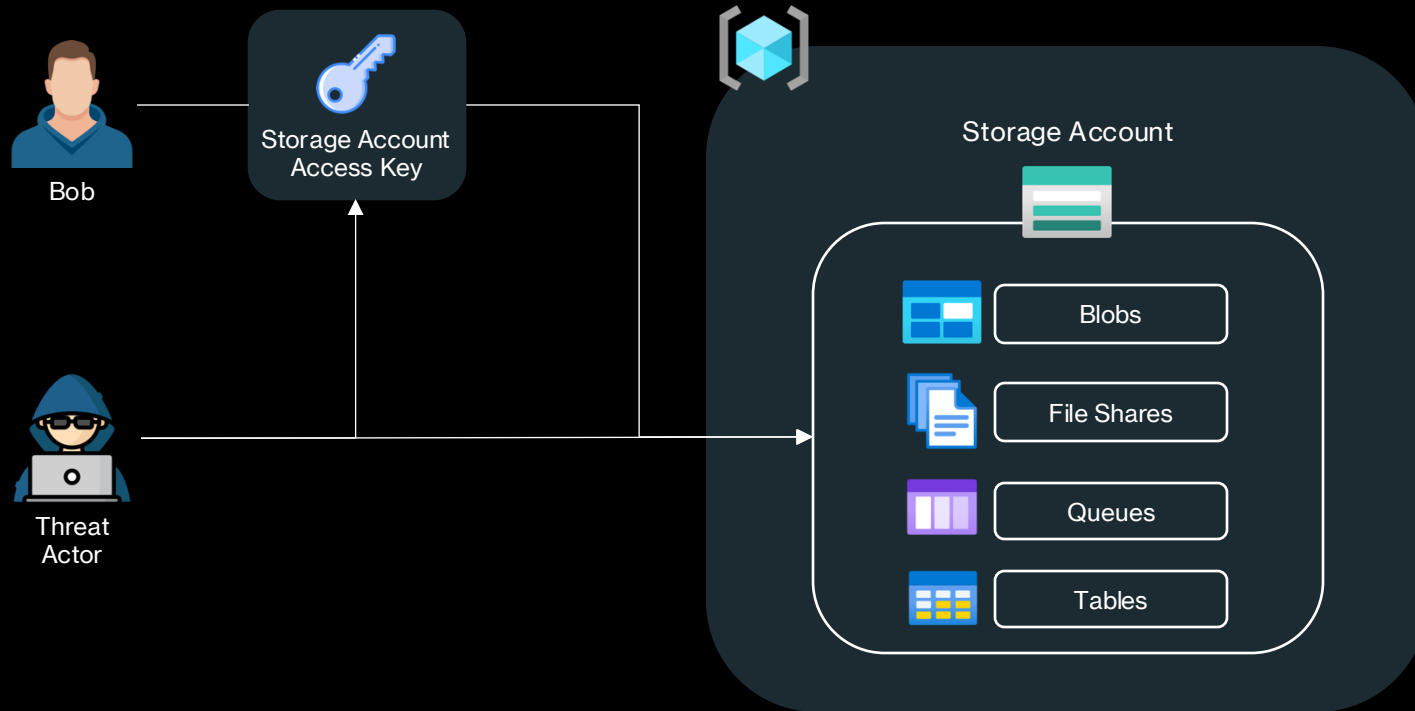 Storage Account
Access Key
Bob
Threat
Actor
Storage Account
Blobs
File Shares
Queues
Tables